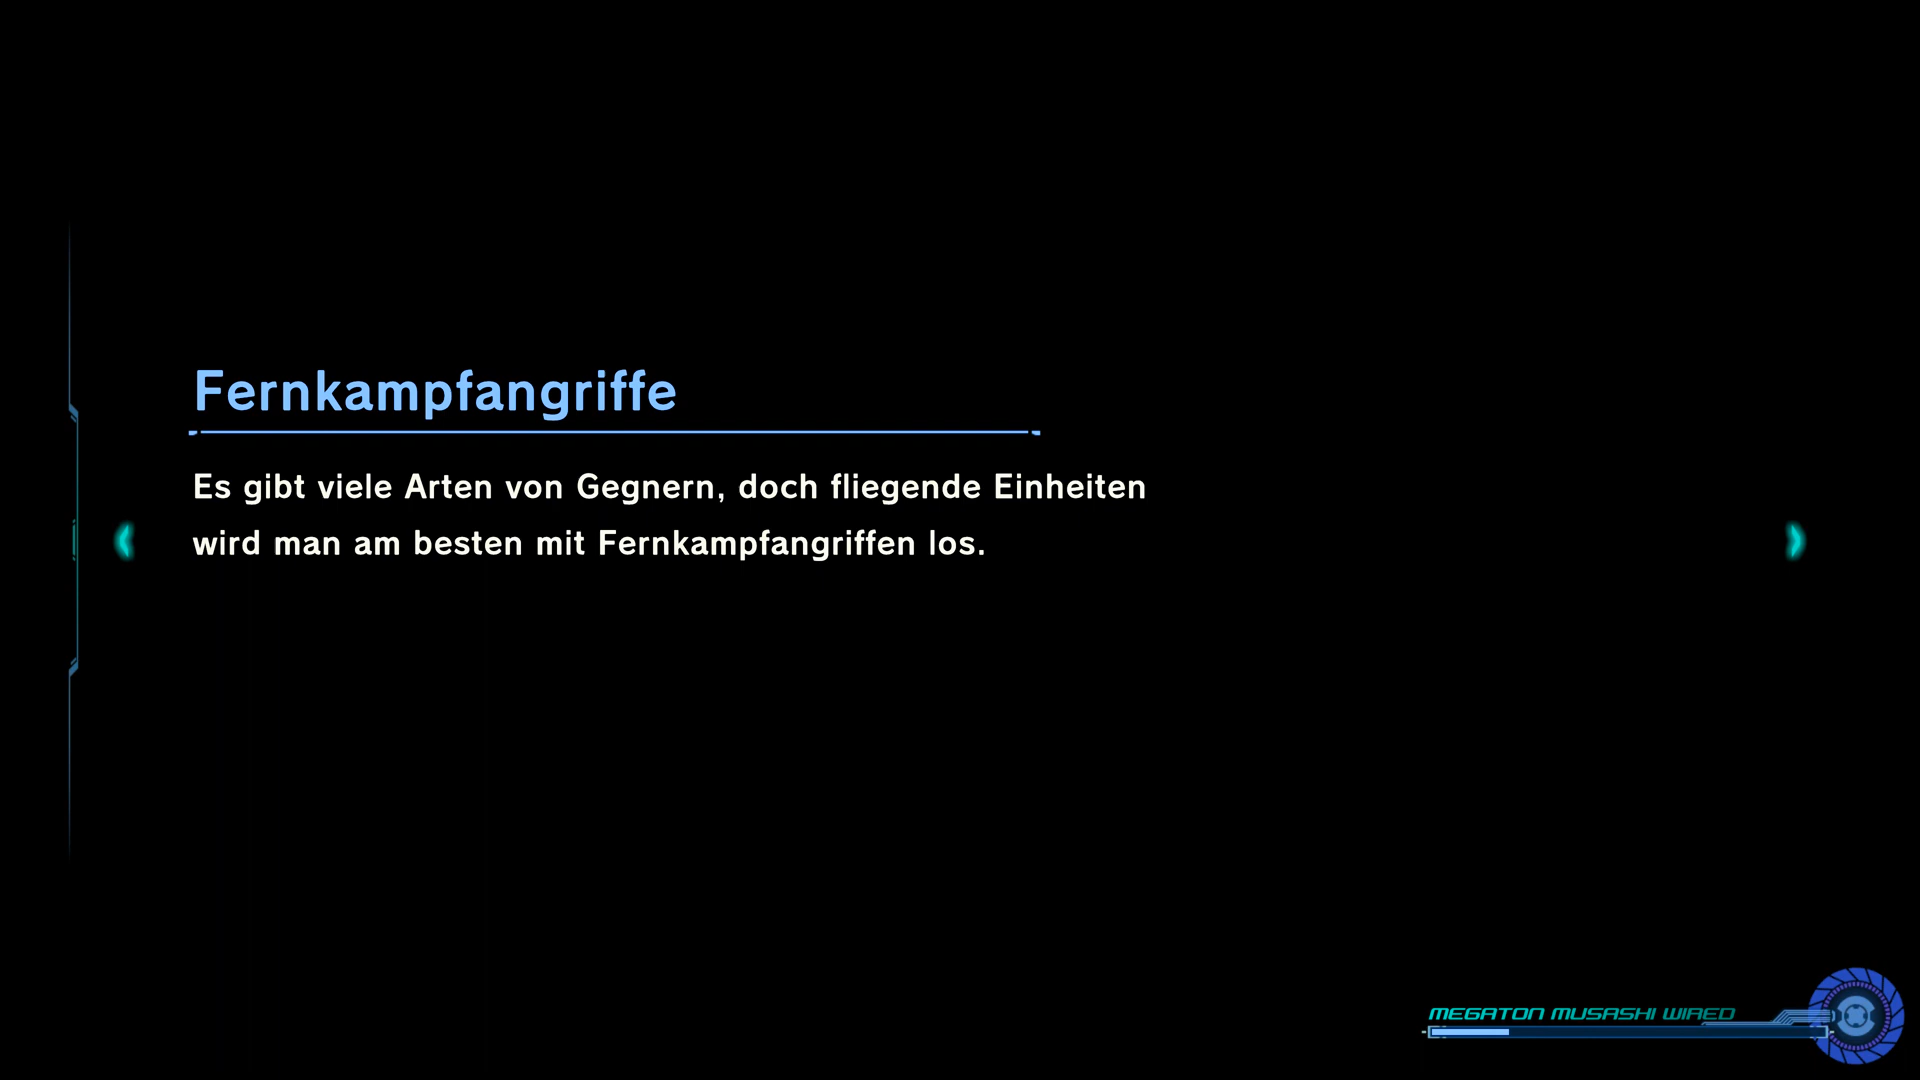 Fernkampfangriffe
Es gibt viele Arten von Gegnern, doch fliegende Einheiten
wird man am besten mit Fernkampfangriffen los.
MEGATON MUSASHI WIRED